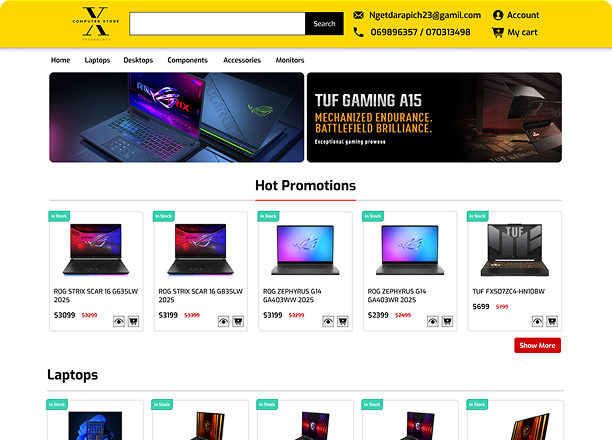 X
COMPUTER STORE
Search
Ngetdarapich23@gamil.com
069896357 / 070313498
Account
My cart
Home Laptops Desktops Components Accessories Monitors
TUF GAMING A15
MECHANIZED ENDURANCE.
BATTLEFIELD BRILLIANCE.
Exceptional gaming prowess
Hot Promotions
In Stock In Stock In Stock In Stock In Stock
TUF
ROG STRIX SCAR 16 G635LW
2025
$3099 $3299
ROG STRIX SCAR 16 G835LW
2025
$3199 $3399
ROG ZEPHYRUS G14
GA403WW 2025
$3199 $3299
ROG ZEPHYRUS G14
GA403WR 2025
$2399 $2499
TUF FX507ZC4-HN108W
$699 $799
Show More
Laptops
In Stock In Stock In Stock In Stock In Stock